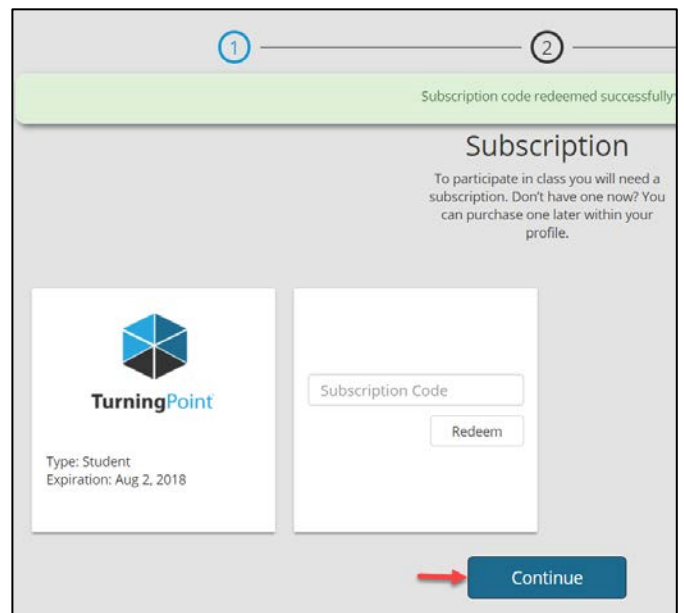 1
2
Subscription code redeemed successfully
Subscription
To participate in class you will need a
subscription. Don't have one now? You
can purchase one later within your
profile.
TurningPoint
Type: Student
Expiration: Aug 2, 2018
Subscription Code
Redeem
Continue